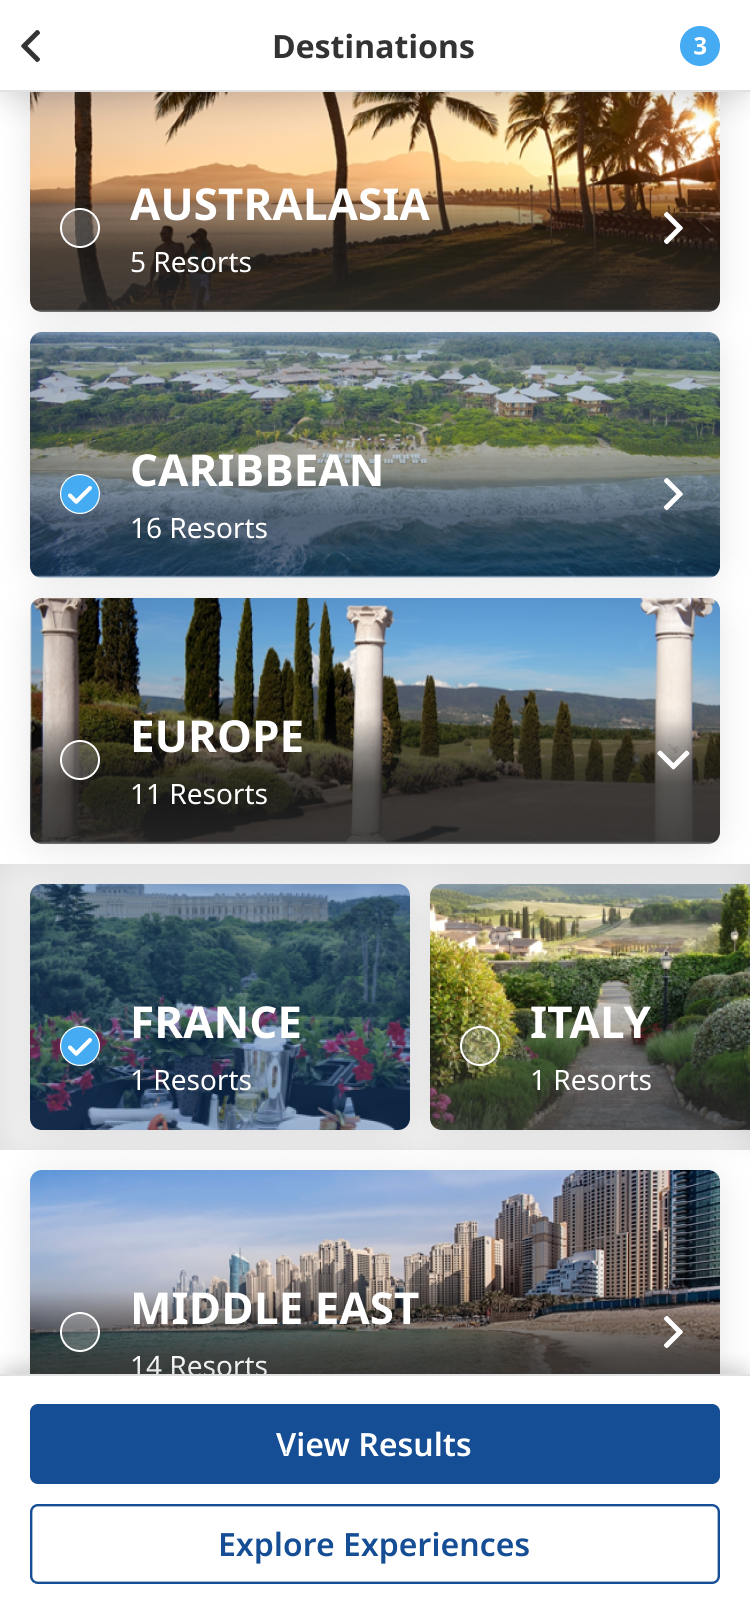 Destinations
3
AUSTRALASIA
5 Resorts
CARIBBEAN
16 Resorts
EUROPE
11 Resorts
FRANCE
1 Resorts
ITALY
1 Resorts
MIDDLE EAST
14 Resorts
View Results
Explore Experiences